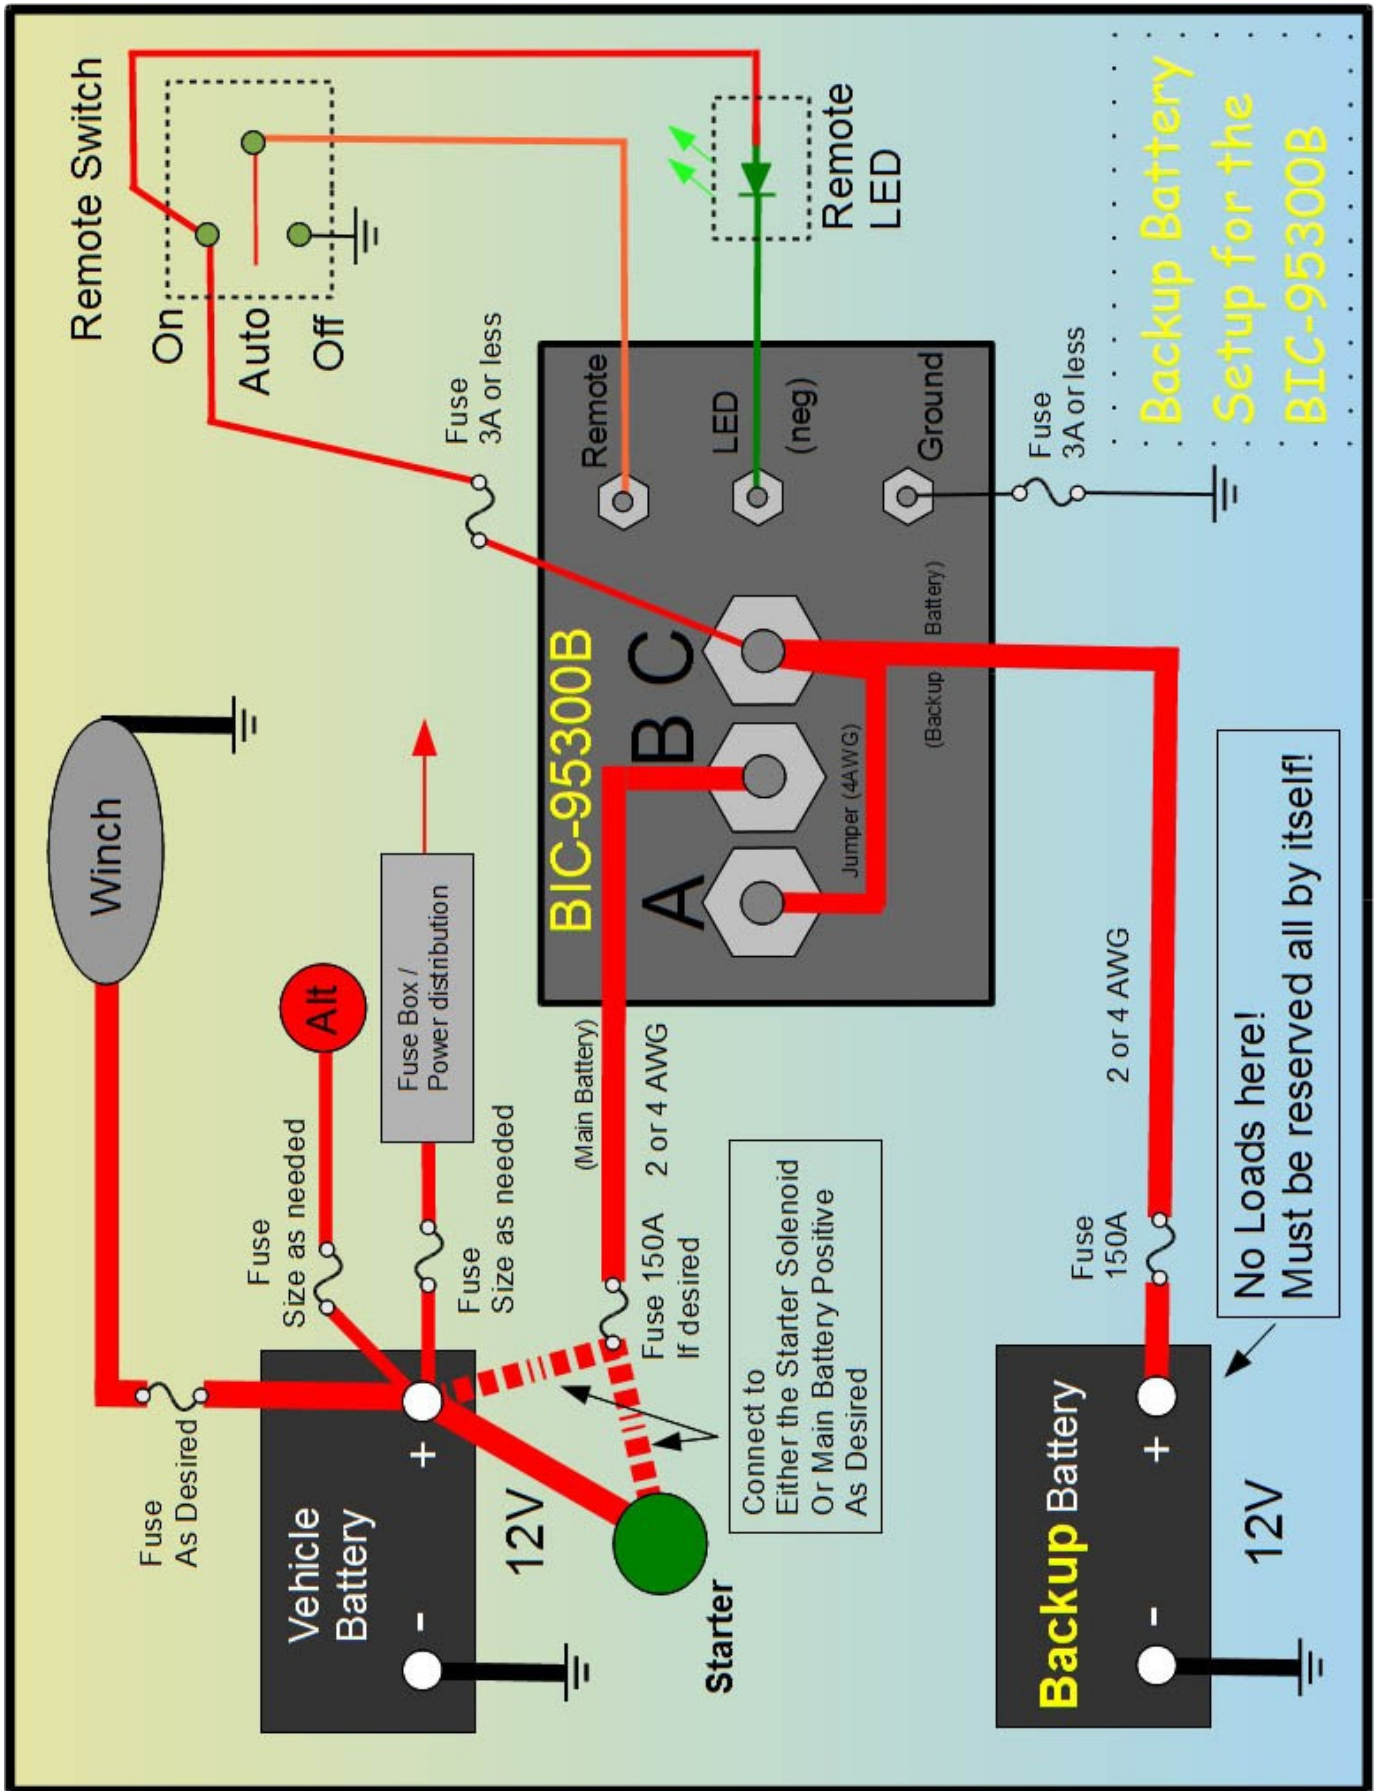 Winch
Remote Switch
On
Auto
Off
Fuse
As Desired
Fuse
Size as needed
Alt
Fuse Box /
Power distribution
Fuse
Size as needed
Vehicle
Battery
+
-
12V
Starter
(Main Battery)
Fuse 150A   2 or 4 AWG
If desired
Connect to
Either the Starter Solenoid
Or Main Battery Positive
As Desired
Fuse
3A or less
BIC-95300B
A
B
C
Jumper (4AWG)
(Backup Battery)
Remote
LED
(neg)
Ground
Remote
LED
Fuse
3A or less
Backup Battery
+
-
12V
Fuse
150A
2 or 4 AWG
No Loads here!
Must be reserved all by itself!
Backup Battery
Setup for the
BIC-95300B